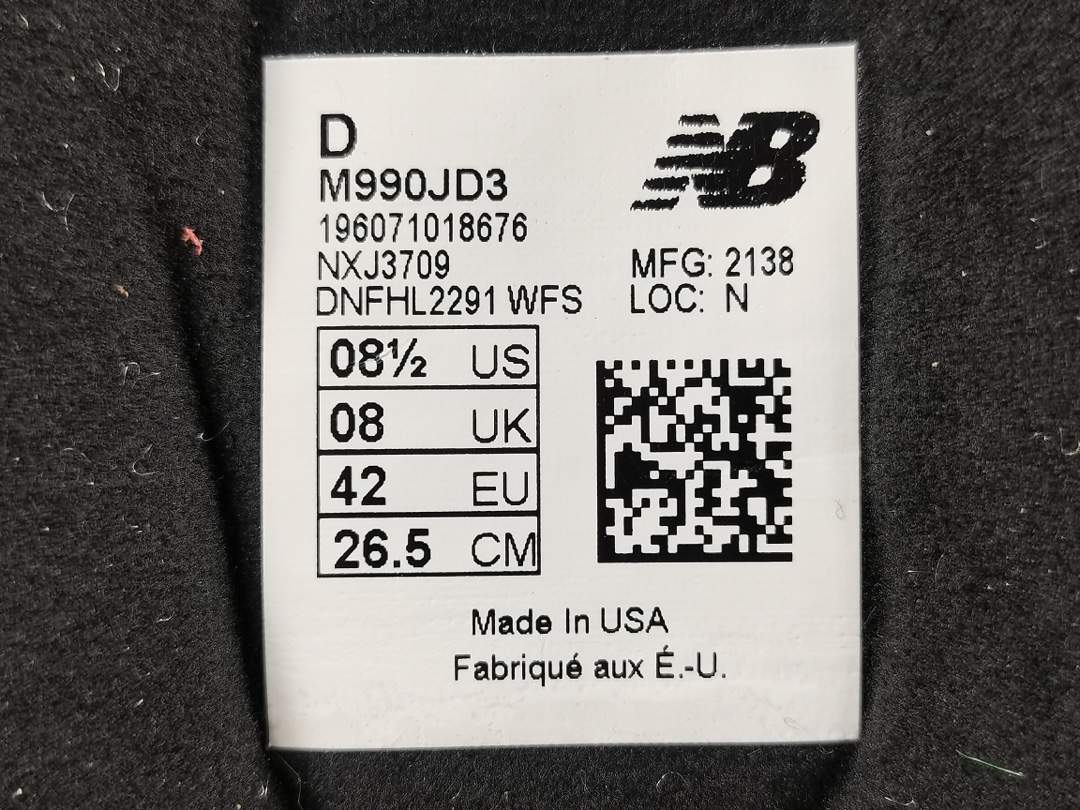 D
NB
M990JD3
196071018676
NXJ3709
MFG: 2138
DNFHL2291 WFS
LOC: N
08½ US
08 UK
42 EU
26.5 CM
Made In USA
Fabriqué aux É.-U.